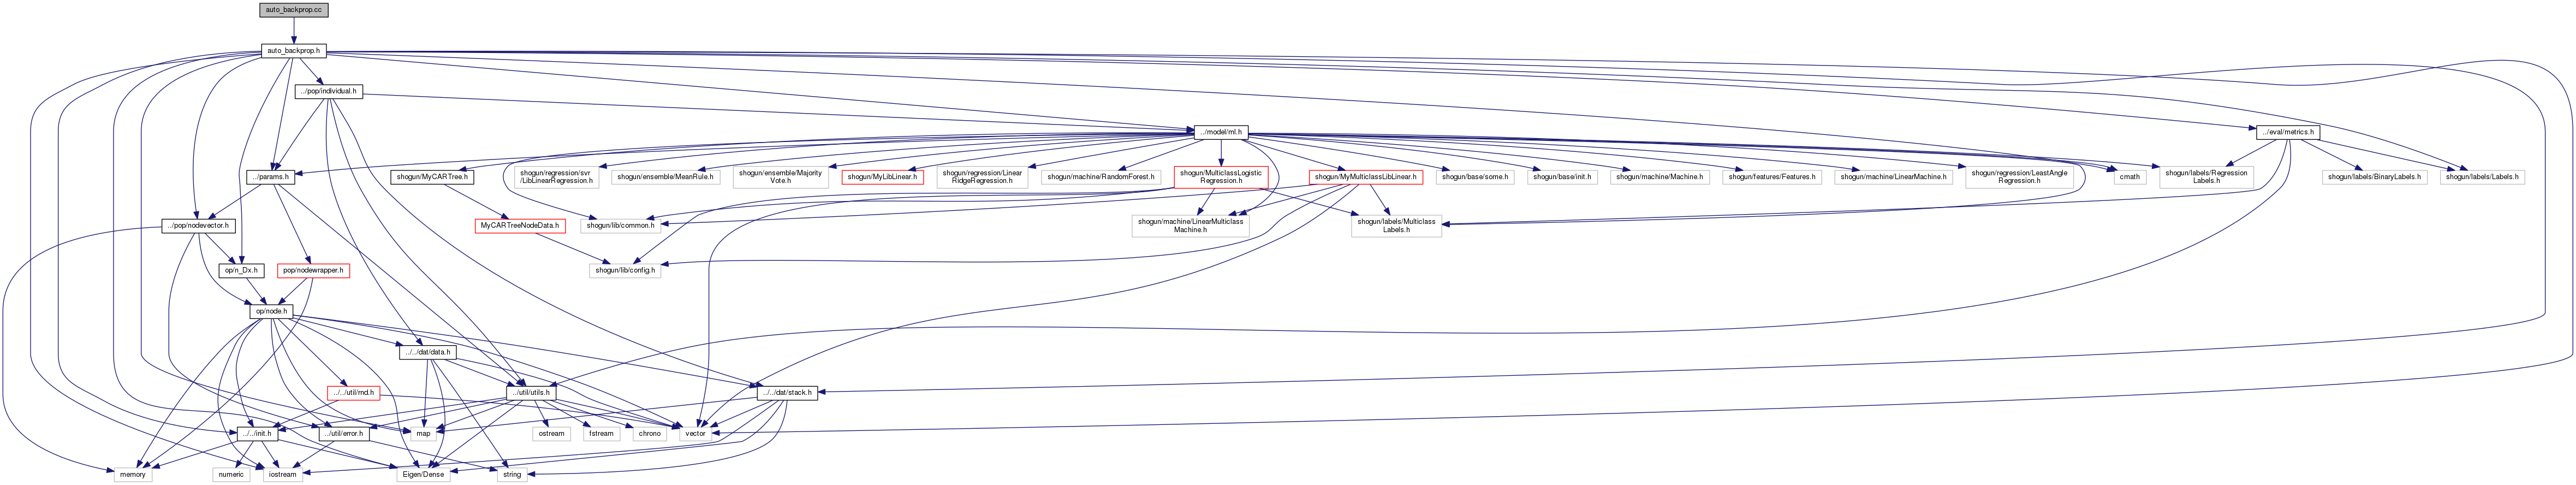 auto_backprop.cc
auto_backprop.h
../pop/individual.h
../model/ml.h
../eval/metrics.h
../params.h
shogun/MyCARTree.h
shogun/regression/svr
/LibLinearRegression.h
shogun/ensemble/MeanRule.h
shogun/ensemble/Majority
Vote.h
shogun/MyLibLinear.h
shogun/regression/Linear
RidgeRegression.h
shogun/machine/RandomForest.h
shogun/MulticlassLogistic
Regression.h
shogun/MyMulticlassLibLinear.h
shogun/base/some.h
shogun/base/init.h
shogun/machine/Machine.h
shogun/features/Features.h
shogun/machine/LinearMachine.h
shogun/regression/LeastAngle
Regression.h
cmath
shogun/labels/Regression
Labels.h
shogun/labels/BinaryLabels.h
shogun/labels/Labels.h
../pop/nodevector.h
MyCARTreeNodeData.h
shogun/lib/common.h
shogun/machine/LinearMulticlass
Machine.h
shogun/labels/Multiclass
Labels.h
op/n_Dx.h
pop/nodewrapper.h
shogun/lib/config.h
op/node.h
../../dat/data.h
../../util/rnd.h
../util/utils.h
../../dat/stack.h
../../init.h
../util/error.h
map
ostream
fstream
chrono
vector
memory
numeric
iostream
Eigen/Dense
string